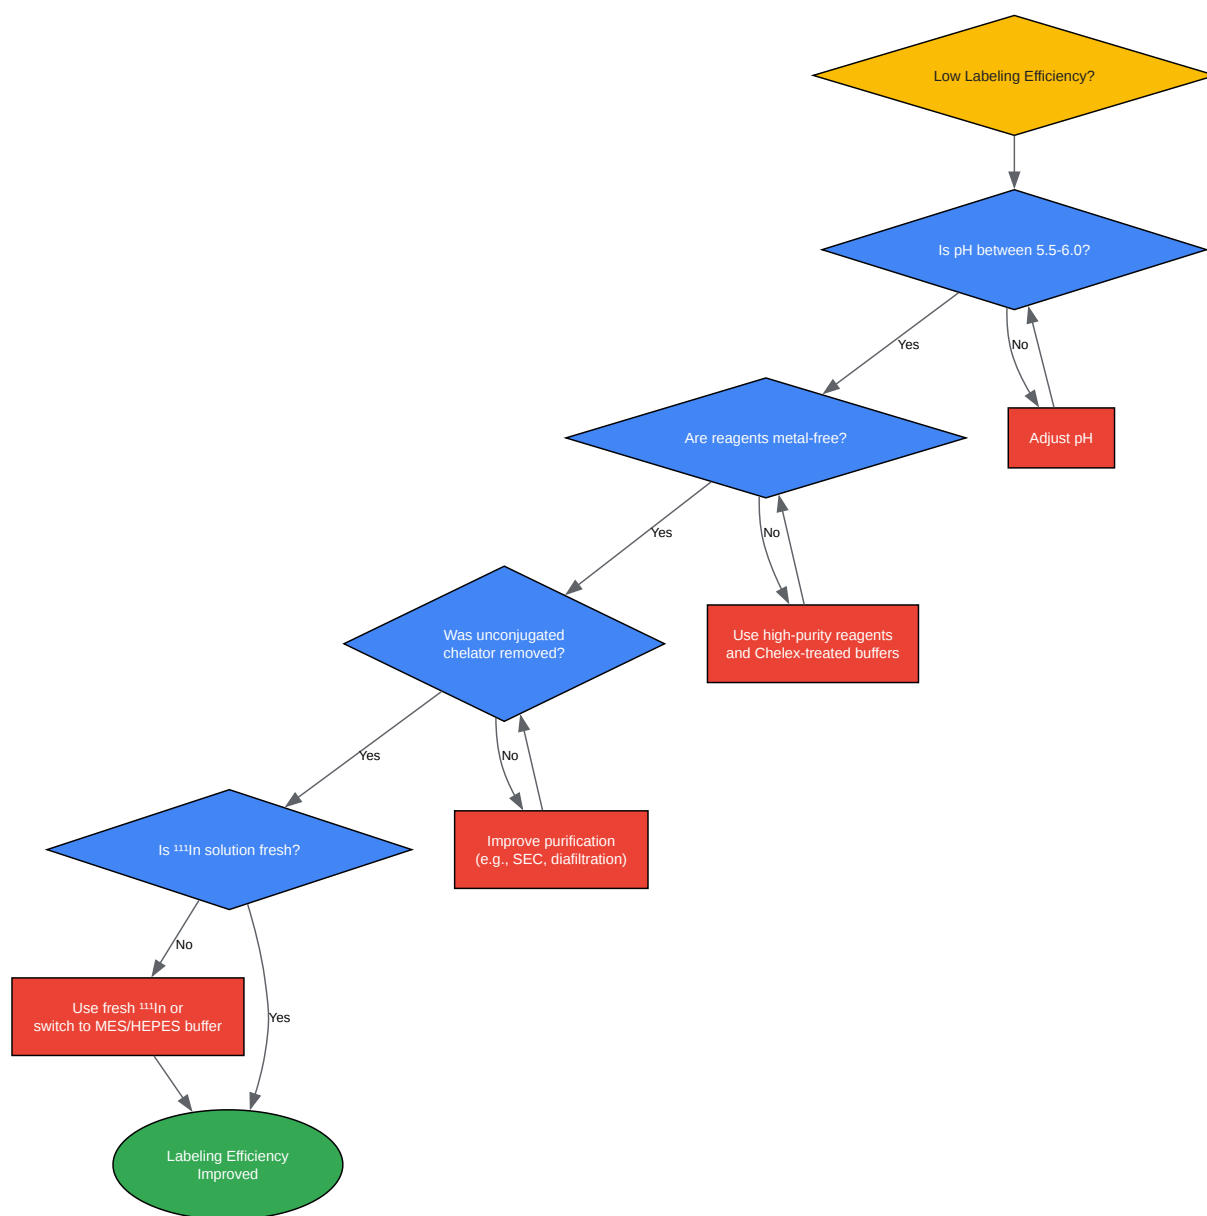 Low Labeling Efficiency?
Is pH between 5.5-6.0?
Yes
No
Are reagents metal-free?
Adjust pH
Yes
No
Was unconjugated
chelator removed?
Use high-purity reagents
and Chelex-treated buffers
Yes
No
Is ¹¹¹In solution fresh?
Improve purification
(e.g., SEC, diafiltration)
No
Use fresh ¹¹¹In or
switch to MES/HEPES buffer
Yes
Labeling Efficiency
Improved